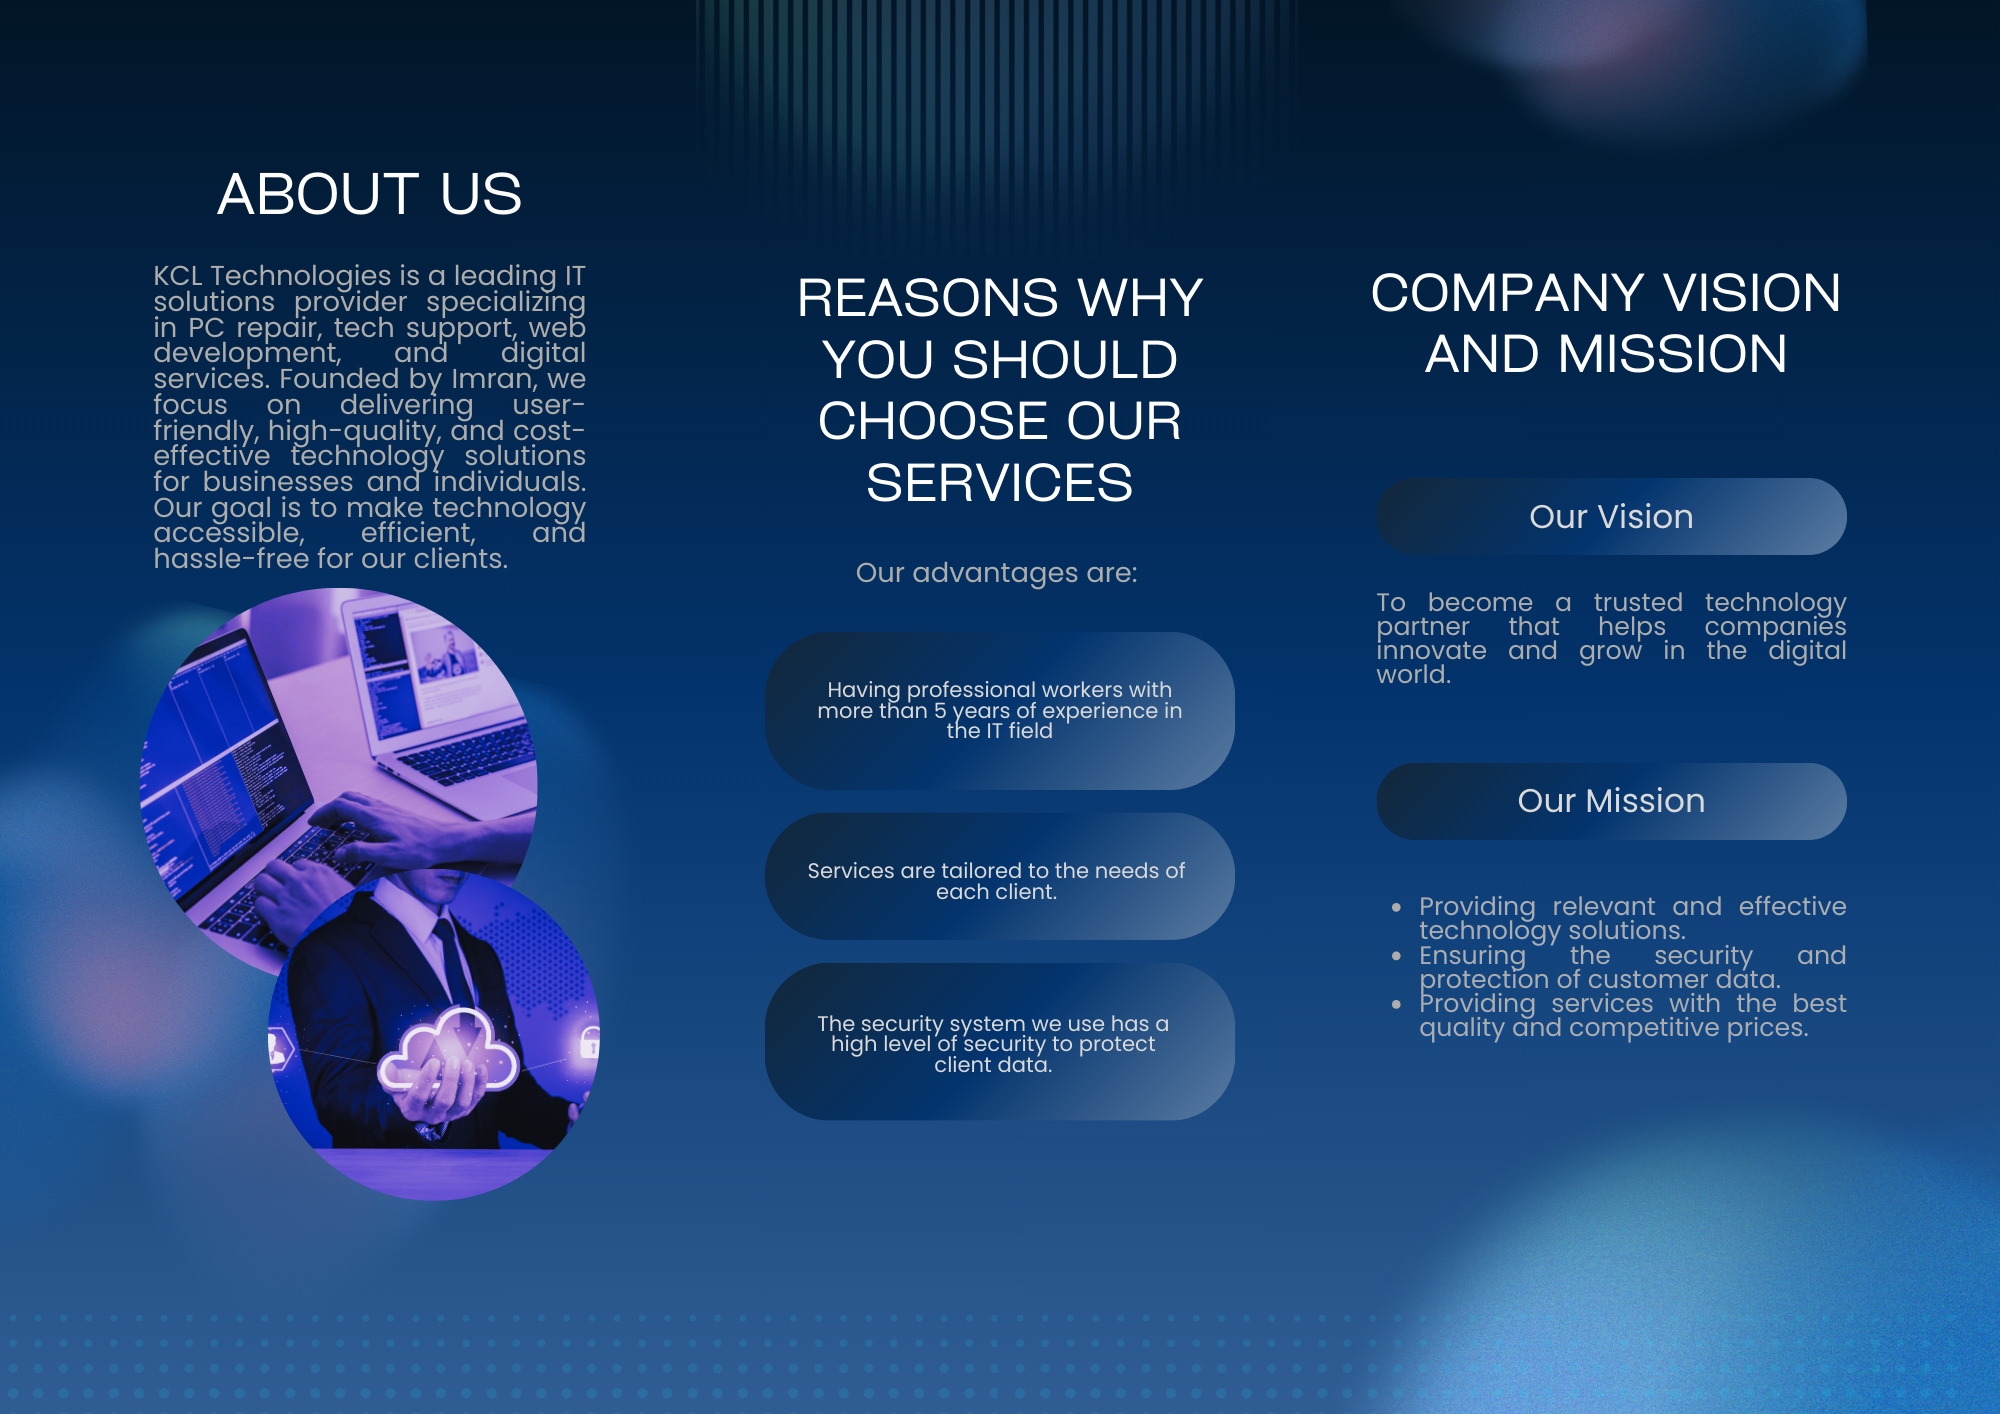 ABOUT US
KCL Technologies is a leading IT
solutions provider specializing
in PC repair, tech support, web
development, and digital
services. Founded by Imran, we
focus on delivering user-
friendly, high-quality, and cost-
effective technology solutions
for businesses and individuals.
Our goal is to make technology
accessible, efficient, and
hassle-free for our clients.
REASONS WHY
YOU SHOULD
CHOOSE OUR
SERVICES
Our advantages are:
Having professional workers with
more than 5 years of experience in
the IT field
Services are tailored to the needs of
each client.
The security system we use has a
high level of security to protect
client data.
COMPANY VISION
AND MISSION
Our Vision
To become a trusted technology
partner that helps companies
innovate and grow in the digital
world.
Our Mission
• Providing relevant and effective
technology solutions.
• Ensuring the security and
protection of customer data.
• Providing services with the best
quality and competitive prices.